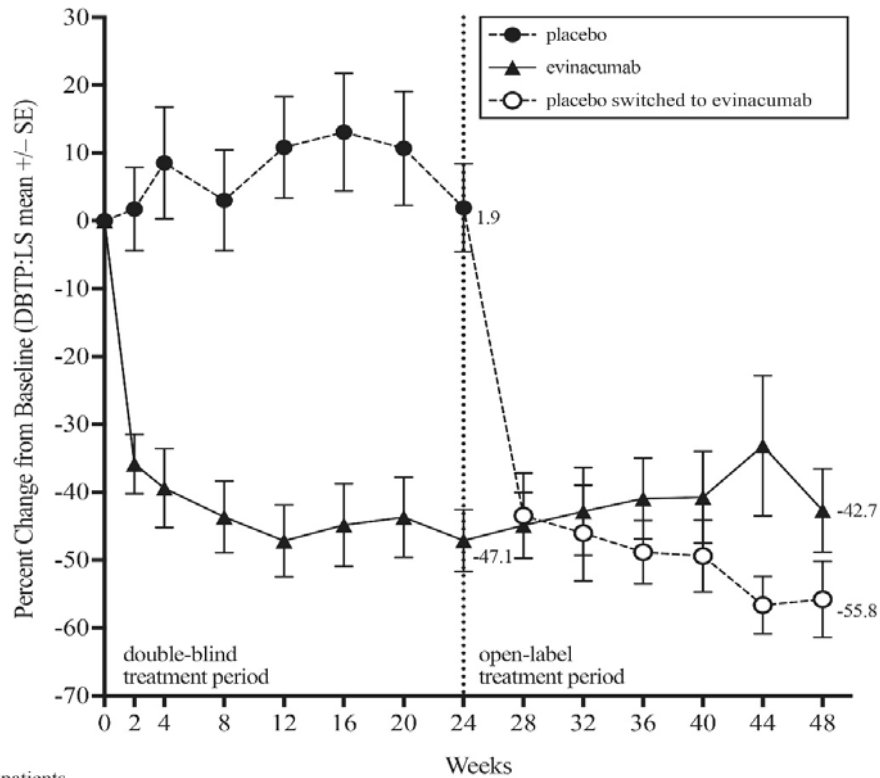 30
20
10
0
-10
-20
-30
-40
-50
-60
-70
Percent Change from Baseline (DBTP:LS mean +/– SE)
placebo
evinacumab
placebo switched to evinacumab
1.9
-47.1
-42.7
-55.8
double-blind
treatment period
open-label
treatment period
0 2 4 8 12 16 20 24 28 32 36 40 44 48
Weeks
patients